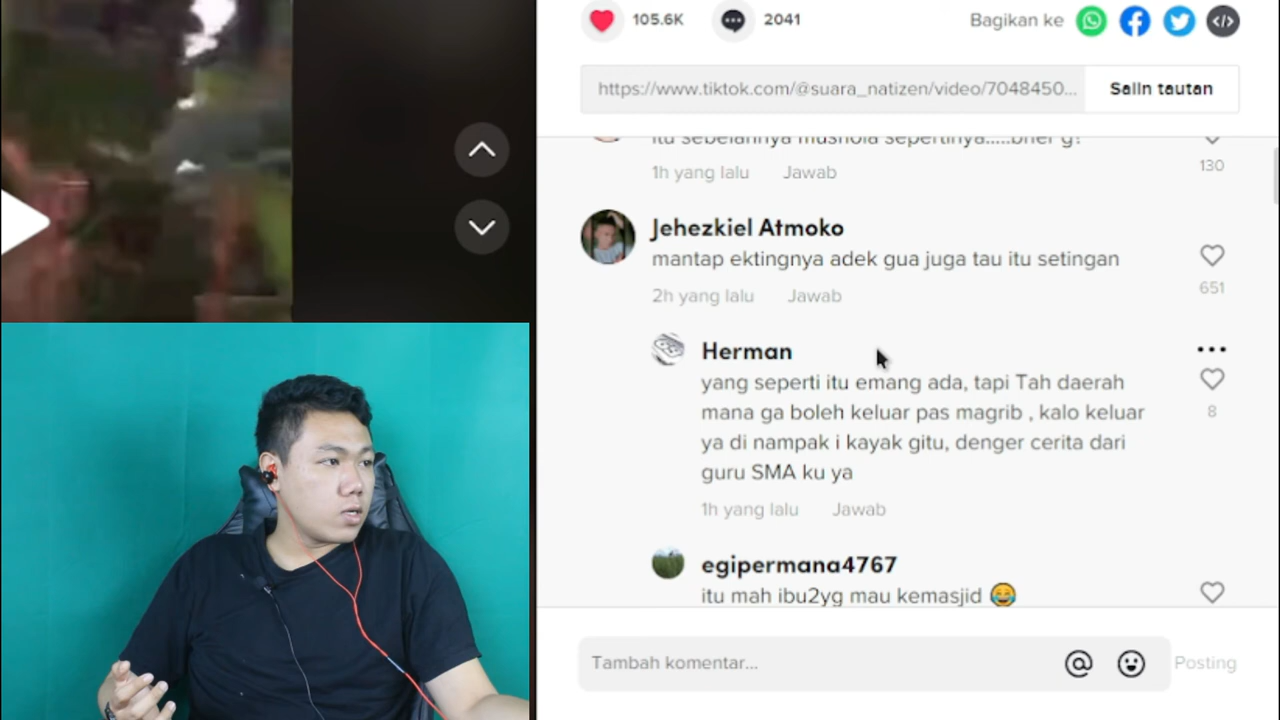 105.6K
2041
Bagikan ke
https://www.tiktok.com/@suara_natizen/video/7048450...
Salin tautan
itu sebelahnya mushola sepertinya.....bner g?
130
1h yang lalu Jawab
Jehezkiel Atmoko
mantap ektingnya adek gua juga tau itu setingan
651
2h yang lalu Jawab
Herman
yang seperti itu emang ada, tapi Tah daerah
mana ga boleh keluar pas magrib , kalo keluar
ya di nampak i kayak gitu, denger cerita dari
guru SMA ku ya
8
1h yang lalu Jawab
egipermana4767
itu mah ibu2yg mau kemasjid 😂
Tambah komentar...
Posting